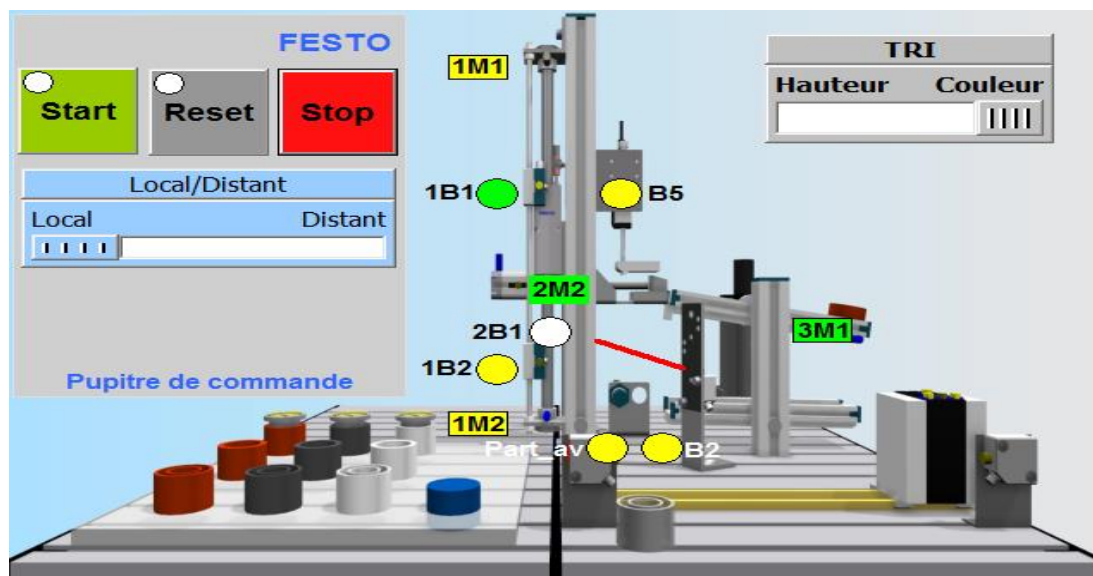 FESTO
Start
Reset
Stop
Local/Distant
Local Distant
Pupitre de commande
1M1
1B1
B5
2M2
2B1
1B2
1M2
Part_av
B2
3M1
TRI
Hauteur Couleur